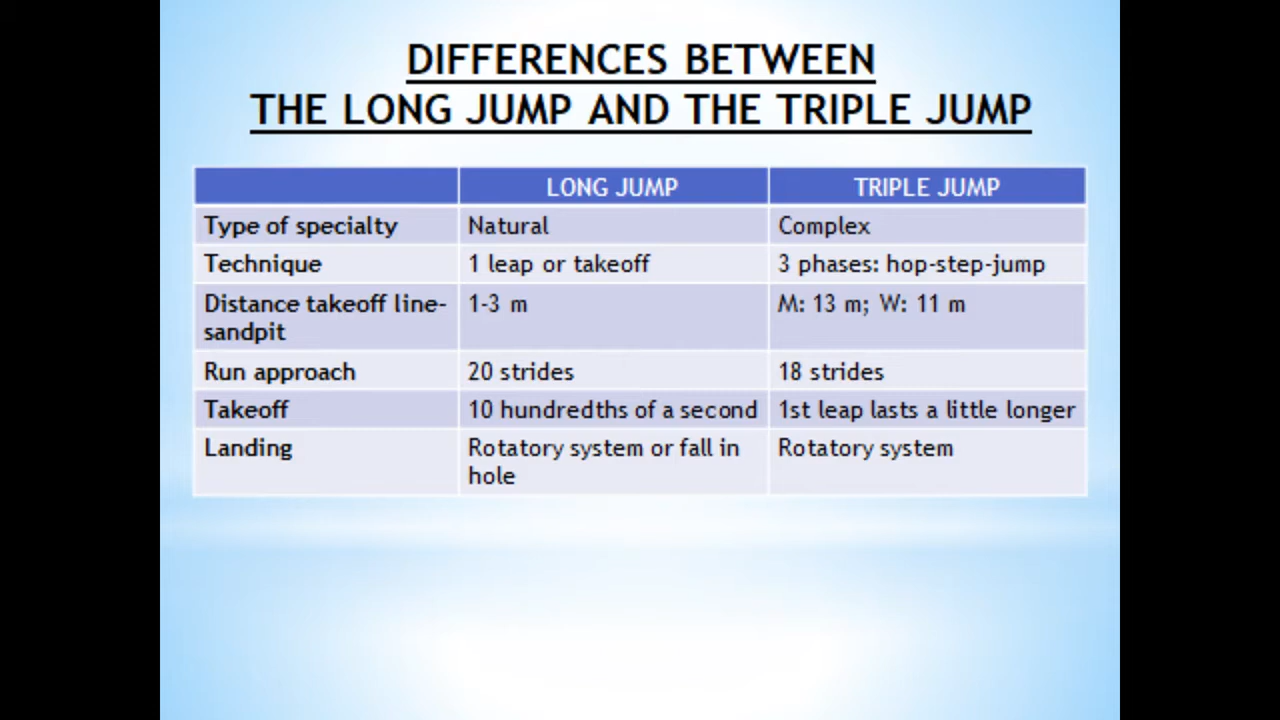 DIFFERENCES BETWEEN
THE LONG JUMP AND THE TRIPLE JUMP
LONG JUMP TRIPLE JUMP
Type of specialty Natural Complex
Technique 1 leap or takeoff 3 phases: hop-step-jump
Distance takeoff line- 1-3 m M: 13 m; W: 11 m
sandpit
Run approach 20 strides 18 strides
Takeoff 10 hundredths of a second 1st leap lasts a little longer
Landing Rotatory system or fall in Rotatory system
hole